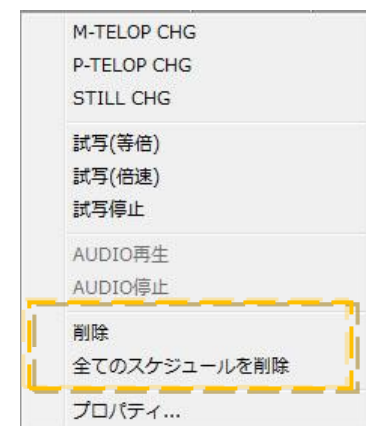 M-TELOP CHG
P-TELOP CHG
STILL CHG
試写(等倍)
試写(倍速)
試写停止
AUDIO再生
AUDIO停止
削除
全てのスケジュールを削除
プロパティ...